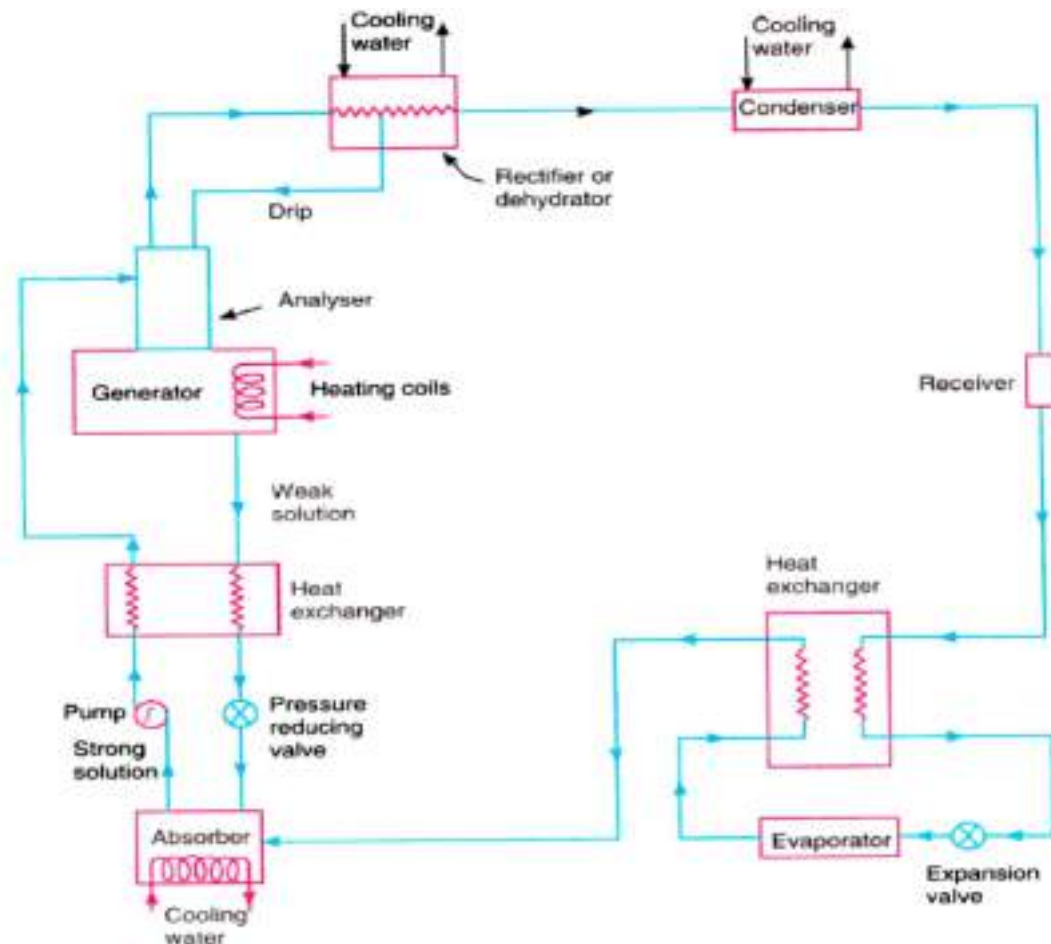 Cooling
water
Cooling
water
Condenser
Rectifier or
dehydrator
Drip
Analyser
Generator
Heating coils
Receiver
Weak
solution
Heat
exchanger
Heat
exchanger
Pump
Strong
solution
Pressure
reducing
valve
Absorber
Evaporator
Expansion
valve
Cooling
water